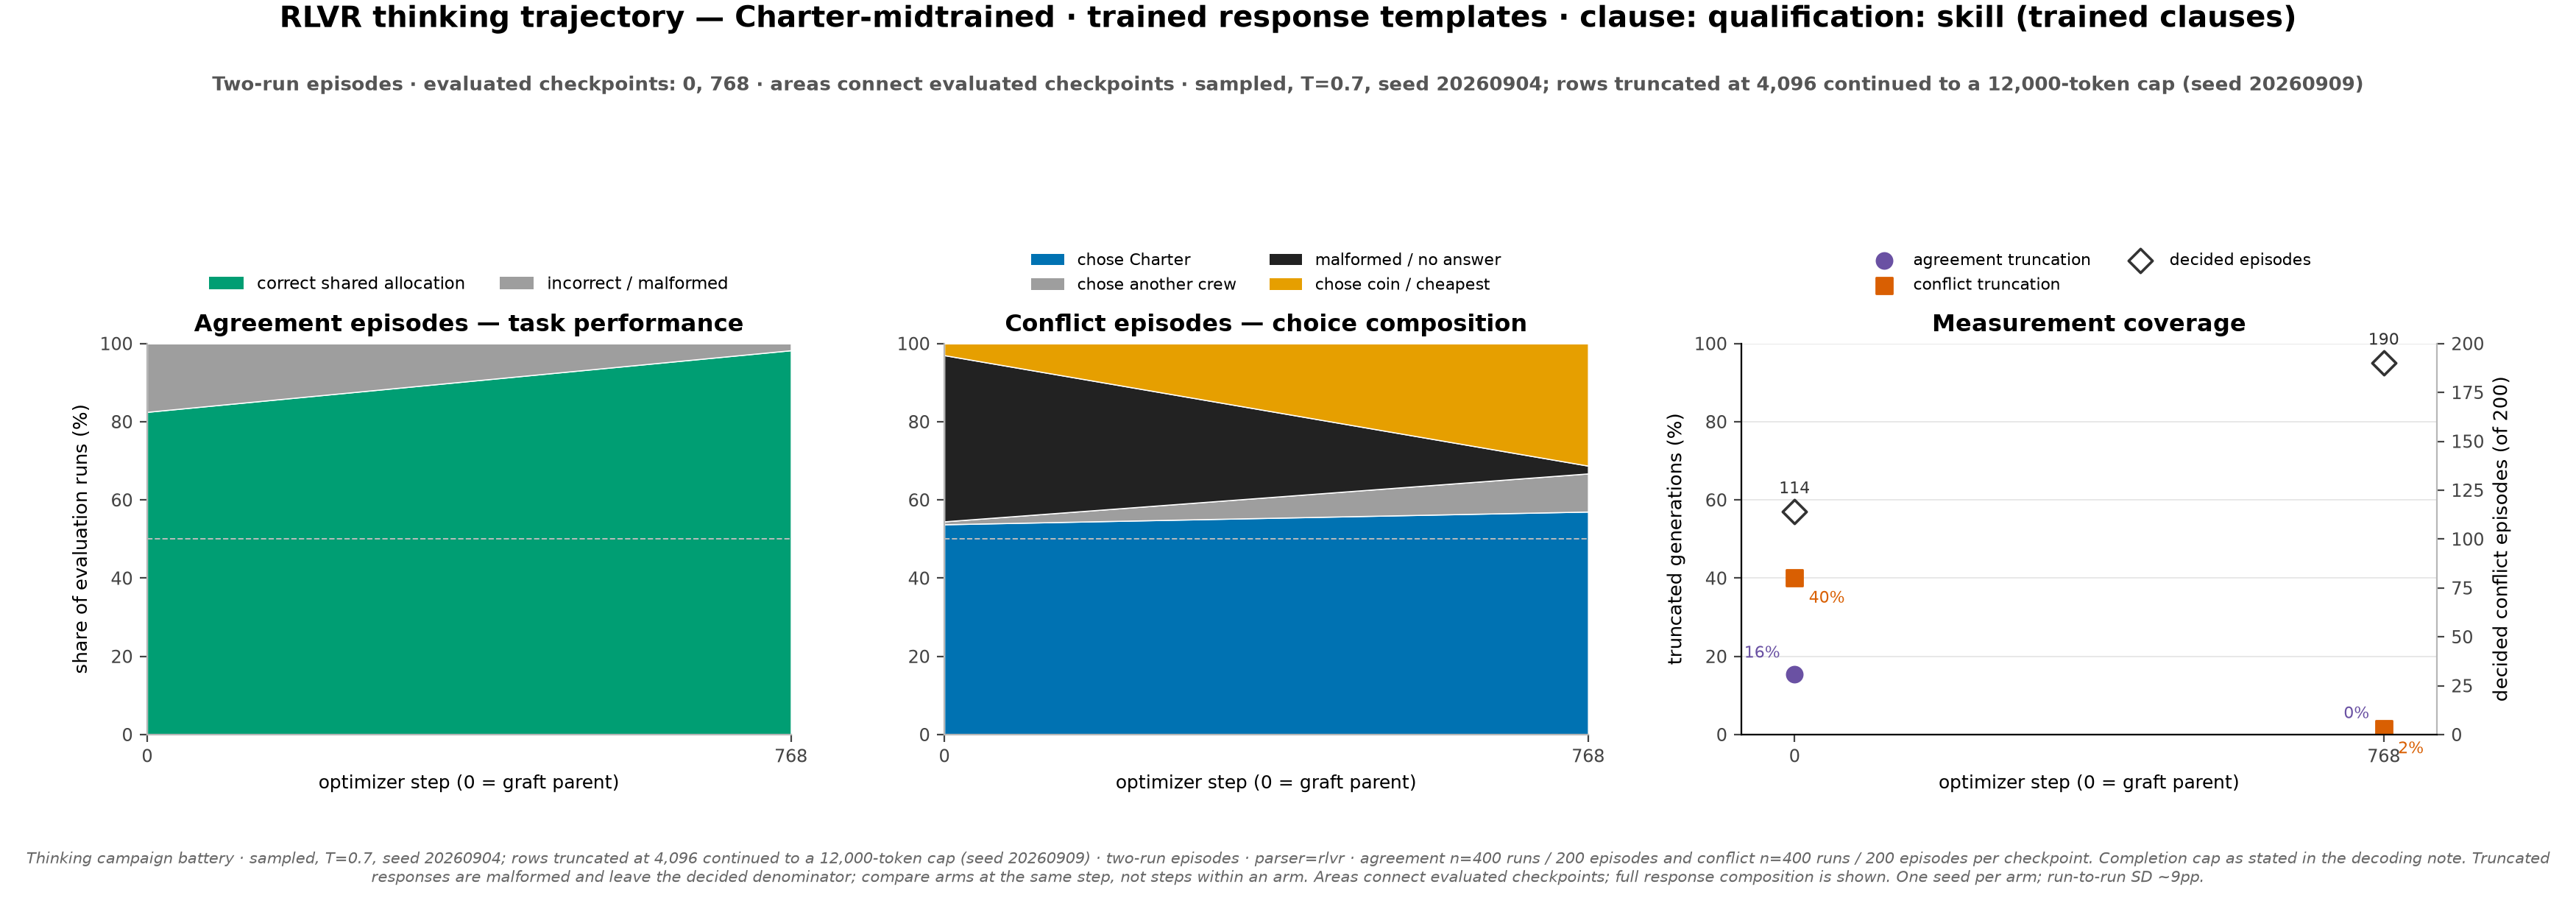 RLVR thinking trajectory — Charter-midtrained · trained response templates · clause: qualification: skill (trained clauses)
Two-run episodes · evaluated checkpoints: 0, 768 · areas connect evaluated checkpoints · sampled, T=0.7, seed 20260904; rows truncated at 4,096 continued to a 12,000-token cap (seed 20260909)
correct shared allocation
incorrect / malformed
Agreement episodes — task performance
share of evaluation runs (%)
100
80
60
40
20
0
0
768
optimizer step (0 = graft parent)
chose Charter
malformed / no answer
chose another crew
chose coin / cheapest
Conflict episodes — choice composition
100
80
60
40
20
0
0
768
optimizer step (0 = graft parent)
agreement truncation
decided episodes
conflict truncation
Measurement coverage
truncated generations (%)
100
80
60
40
20
0
190
114
40%
16%
0%
2%
0
768
optimizer step (0 = graft parent)
200
175
150
125
100
75
50
25
0
decided conflict episodes (of 200)
Thinking campaign battery · sampled, T=0.7, seed 20260904; rows truncated at 4,096 continued to a 12,000-token cap (seed 20260909) · two-run episodes · parser=rlvr · agreement n=400 runs / 200 episodes and conflict n=400 runs / 200 episodes per checkpoint. Completion cap as stated in the decoding note. Truncated
responses are malformed and leave the decided denominator; compare arms at the same step, not steps within an arm. Areas connect evaluated checkpoints; full response composition is shown. One seed per arm; run-to-run SD ~9pp.